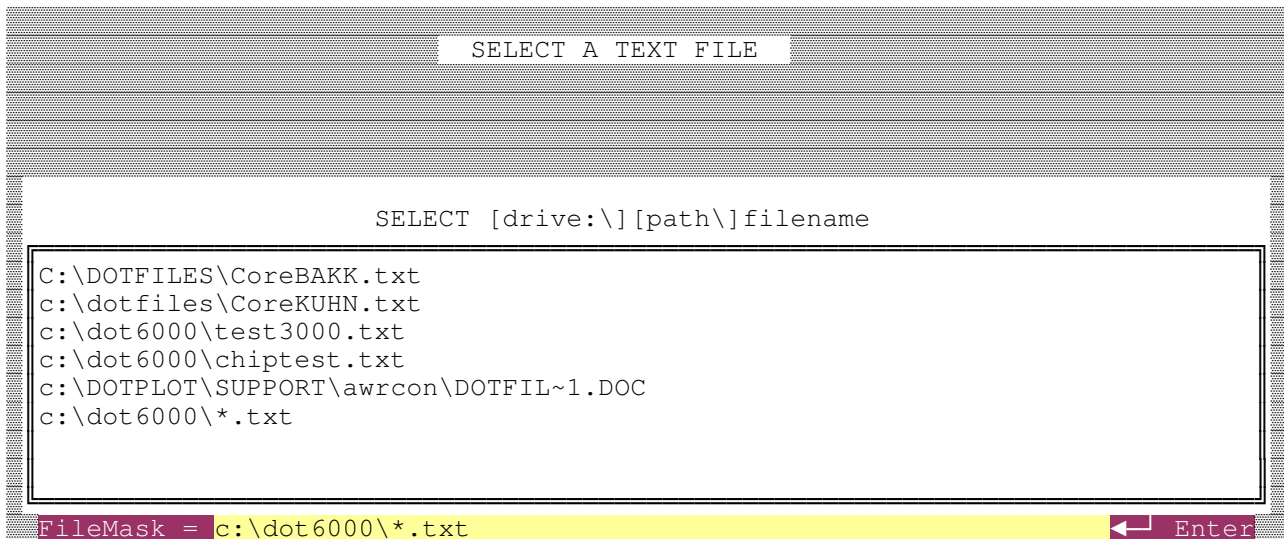 SELECT A TEXT FILE
SELECT [drive:\][path\]filename
C:\DOTFILES\CoreBAKK.txt
c:\dotfiles\CoreKUHN.txt
c:\dot6000\test3000.txt
c:\dot6000\chiptest.txt
c:\DOTPLOT\SUPPORT\awrcon\DOTFIL~1.DOC
c:\dot6000\*.txt
FileMask = c:\dot6000\*.txt Enter